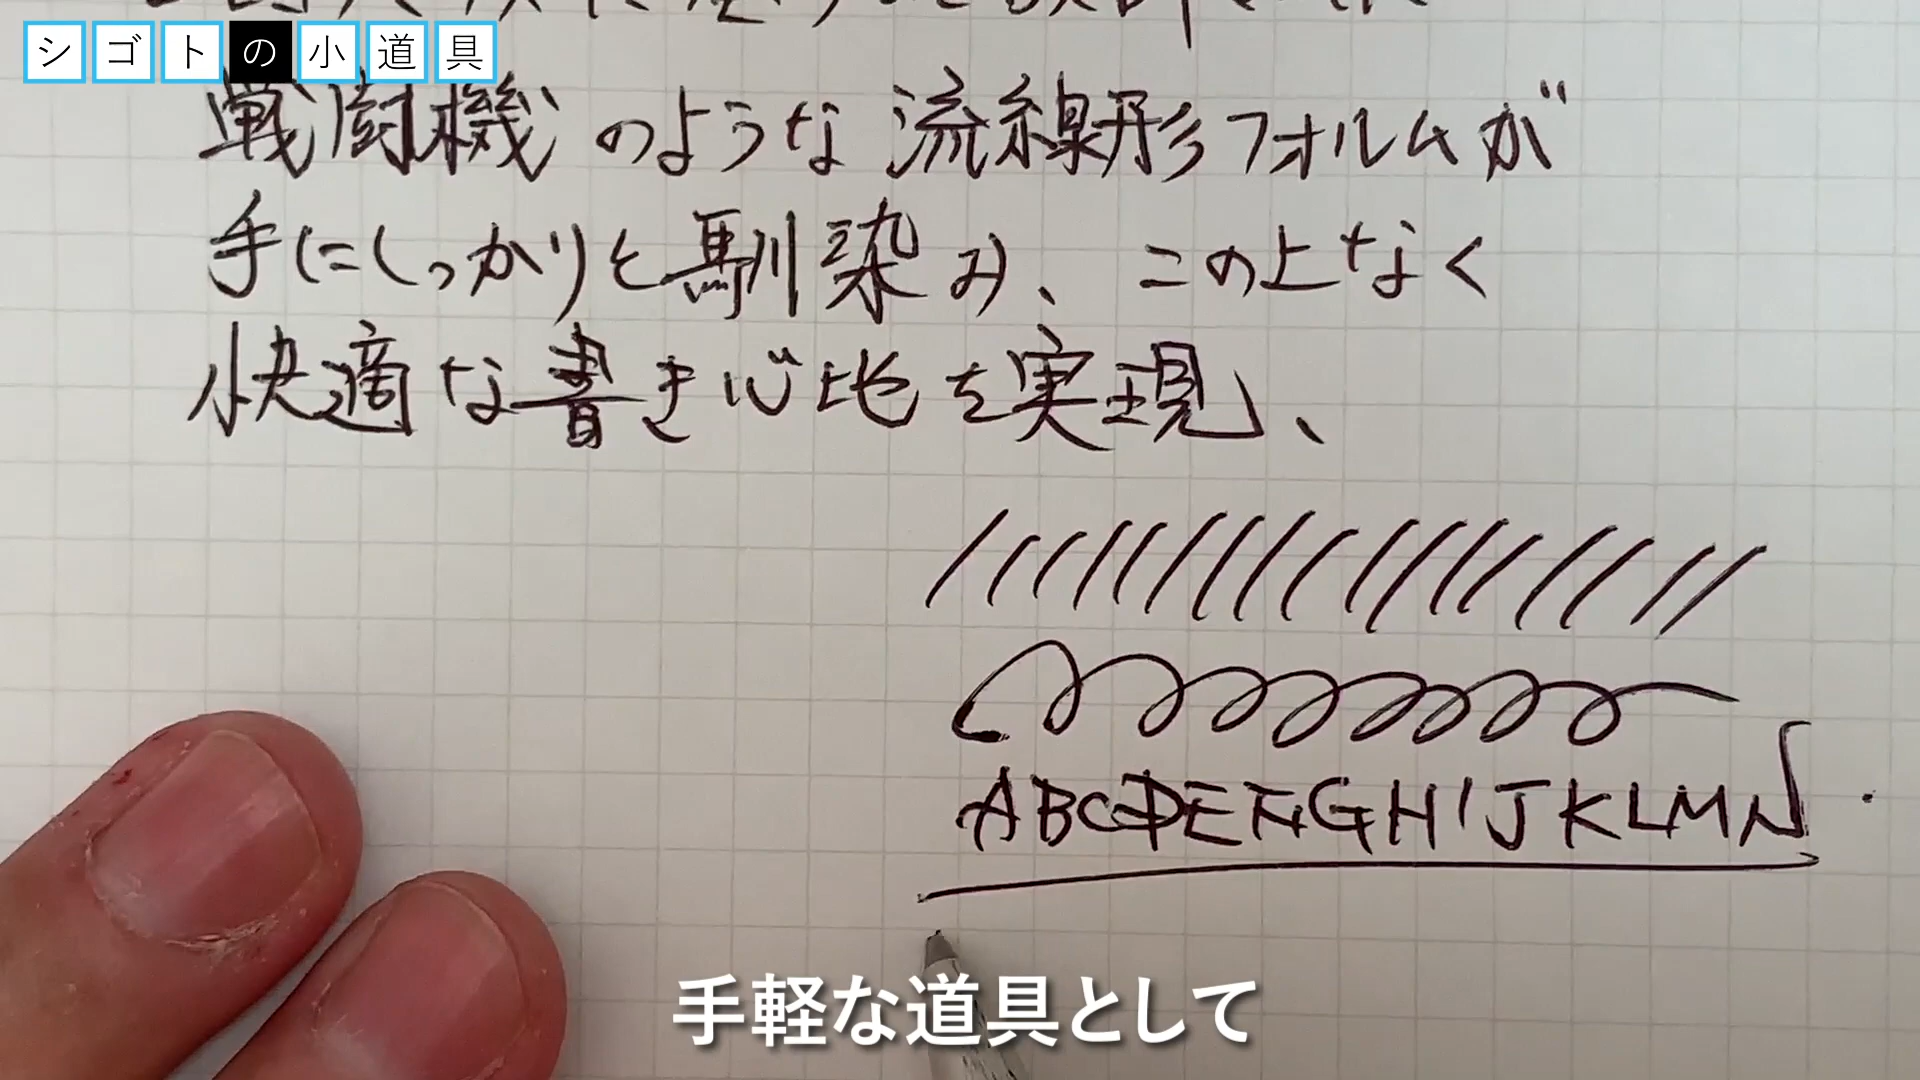 シゴトの小道具
戦闘機のような流線形フォルムが
手にしっかりと馴染み、この上なく
快適な書き心地を実現、
ABCDEFGHIJKLMN
手軽な道具として